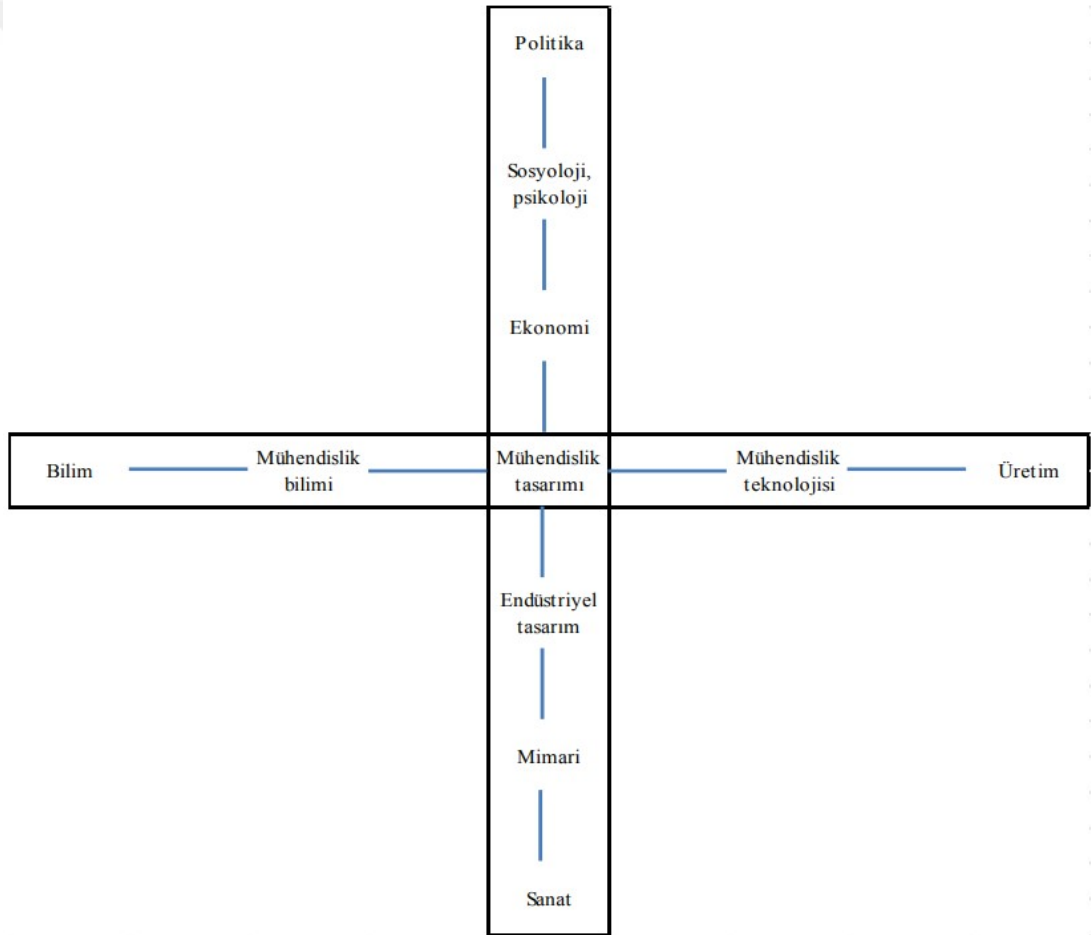 Politika
Sosyoloji,
psikoloji
Ekonomi
Bilim
Mühendislik
bilimi
Mühendislik
tasarımı
Mühendislik
teknolojisi
Üretim
Endüstriyel
tasarım
Mimari
Sanat